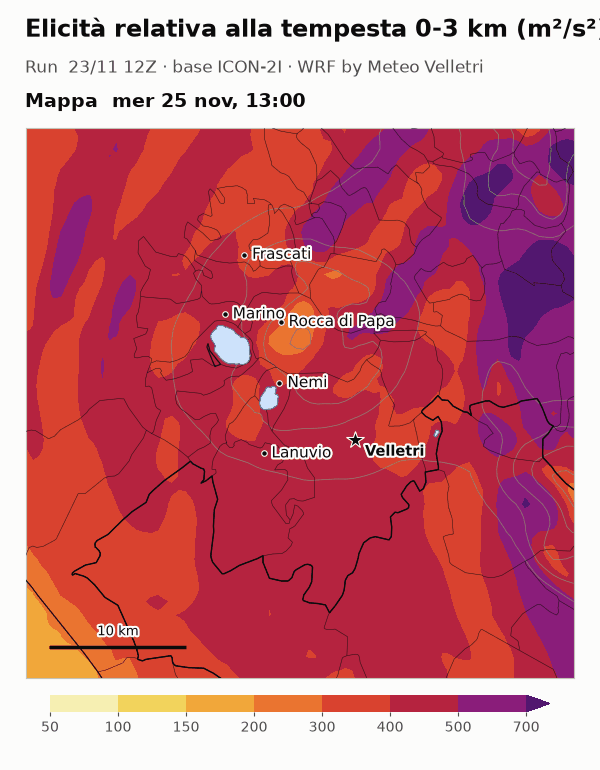 Elicità relativa alla tempesta 0-3 km (m²/s²)
Run  23/11 12Z · base ICON-2I · WRF by Meteo Velletri
Mappa  mer 25 nov, 13:00
Frascati
Marino
Rocca di Papa
Nemi
Velletri
Lanuvio
10 km
50 100 150 200 300 400 500 700